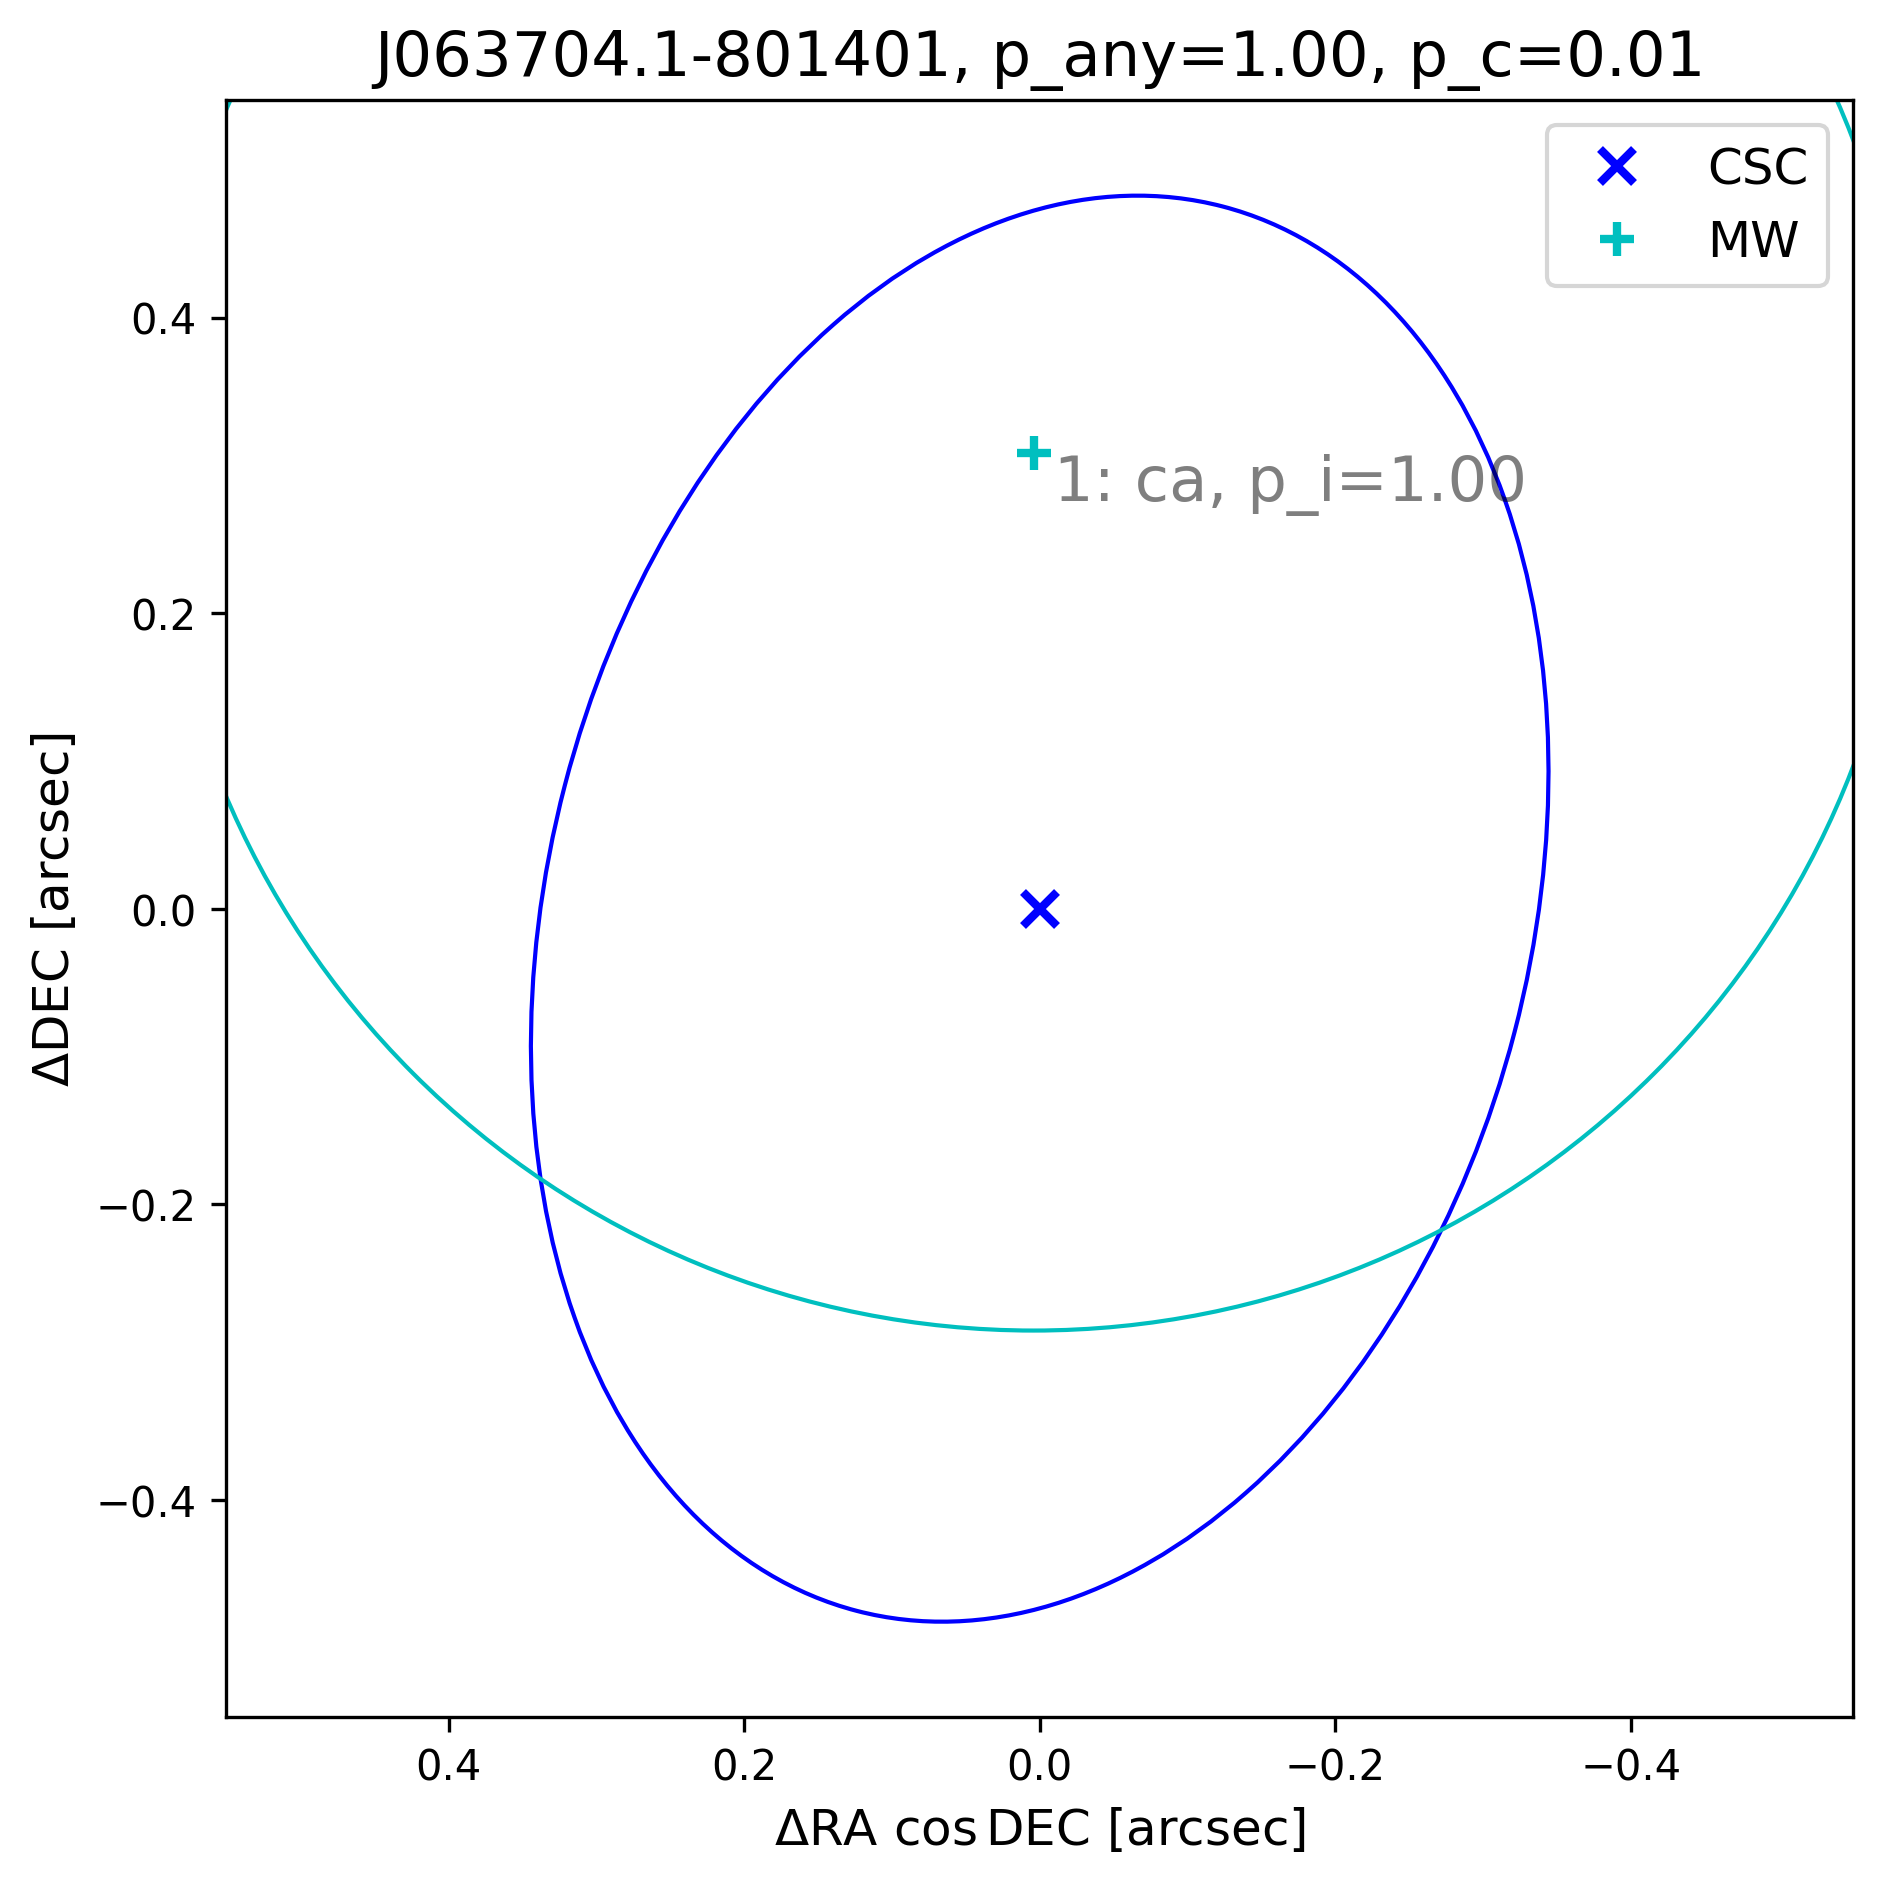 J063704.1-801401, p_any=1.00, p_c=0.01
CSC
MW
1: ca, p_i=1.00
ΔDEC [arcsec]
0.4
0.2
0.0
−0.2
−0.4
0.4 0.2 0.0 −0.2 −0.4
ΔRA cos DEC [arcsec]